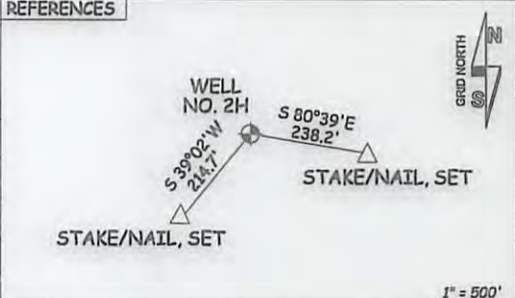 REFERENCES
GRID NORTH
N
S
WELL
NO. 2H
S 80°39'E
238.2'
S 39°02'W
214.7'
STAKE/NAIL, SET
STAKE/NAIL, SET
1" = 500'